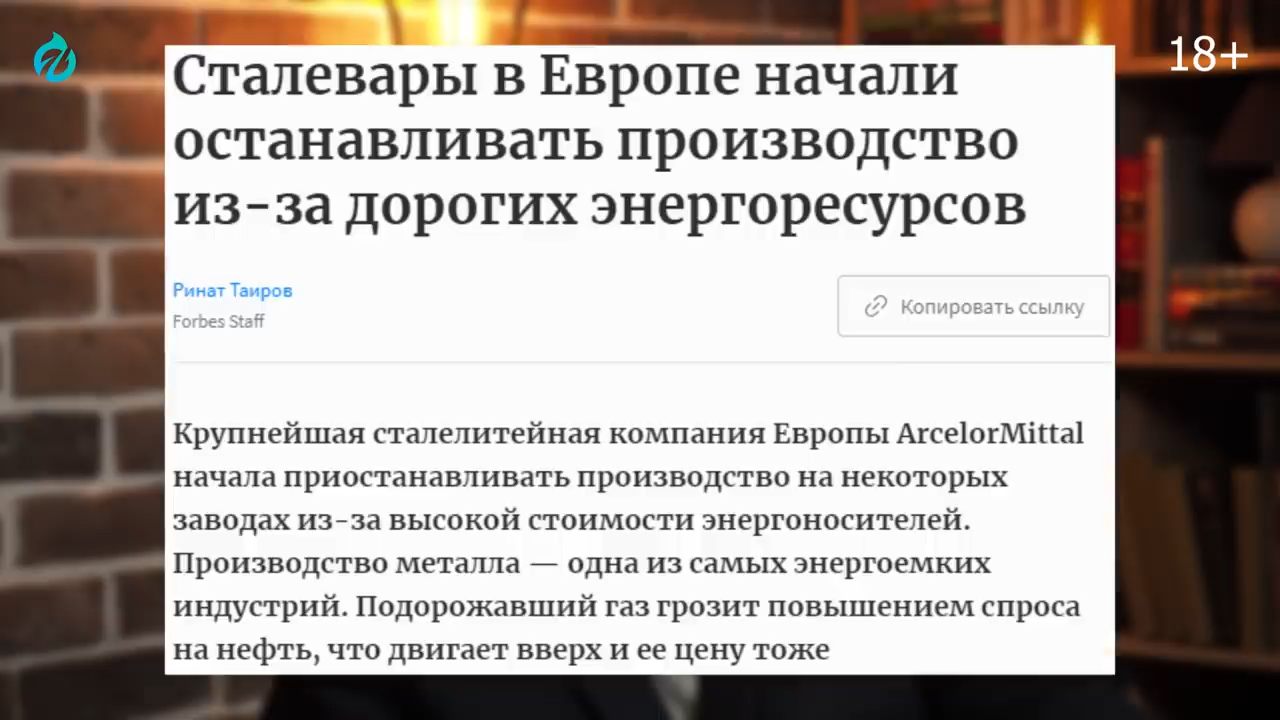 18+
Сталевары в Европе начали
останавливать производство
из-за дорогих энергоресурсов
Ринат Таиров
Forbes Staff
Копировать ссылку
Крупнейшая сталелитейная компания Европы ArcelorMittal
начала приостанавливать производство на некоторых
заводах из-за высокой стоимости энергоносителей.
Производство металла — одна из самых энергоемких
индустрий. Подорожавший газ грозит повышением спроса
на нефть, что двигает вверх и ее цену тоже